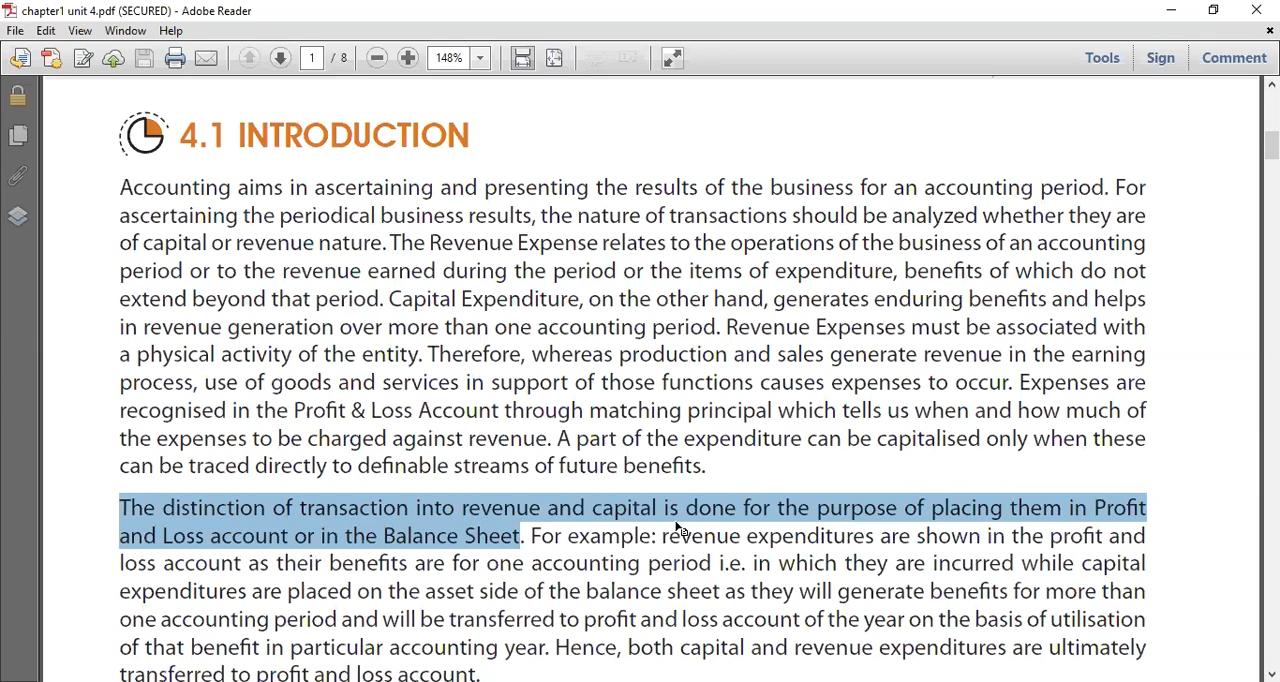 chapter1 unit 4.pdf (SECURED) - Adobe Reader
File Edit View Window Help
1 / 8 148% Tools Sign Comment
4.1 INTRODUCTION
Accounting aims in ascertaining and presenting the results of the business for an accounting period. For
ascertaining the periodical business results, the nature of transactions should be analyzed whether they are
of capital or revenue nature. The Revenue Expense relates to the operations of the business of an accounting
period or to the revenue earned during the period or the items of expenditure, benefits of which do not
extend beyond that period. Capital Expenditure, on the other hand, generates enduring benefits and helps
in revenue generation over more than one accounting period. Revenue Expenses must be associated with
a physical activity of the entity. Therefore, whereas production and sales generate revenue in the earning
process, use of goods and services in support of those functions causes expenses to occur. Expenses are
recognised in the Profit & Loss Account through matching principal which tells us when and how much of
the expenses to be charged against revenue. A part of the expenditure can be capitalised only when these
can be traced directly to definable streams of future benefits.
The distinction of transaction into revenue and capital is done for the purpose of placing them in Profit
and Loss account or in the Balance Sheet. For example: revenue expenditures are shown in the profit and
loss account as their benefits are for one accounting period i.e. in which they are incurred while capital
expenditures are placed on the asset side of the balance sheet as they will generate benefits for more than
one accounting period and will be transferred to profit and loss account of the year on the basis of utilisation
of that benefit in particular accounting year. Hence, both capital and revenue expenditures are ultimately
transferred to profit and loss account.